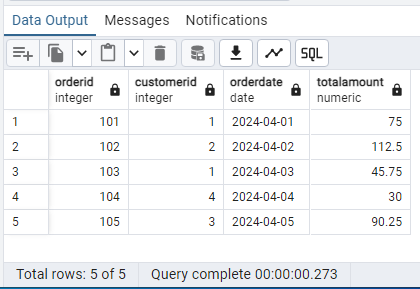 Data Output Messages Notifications
SQL
orderid customerid orderdate totalamount
integer integer date numeric
1 101 1 2024-04-01 75
2 102 2 2024-04-02 112.5
3 103 1 2024-04-03 45.75
4 104 4 2024-04-04 30
5 105 3 2024-04-05 90.25
Total rows: 5 of 5 Query complete 00:00:00.273